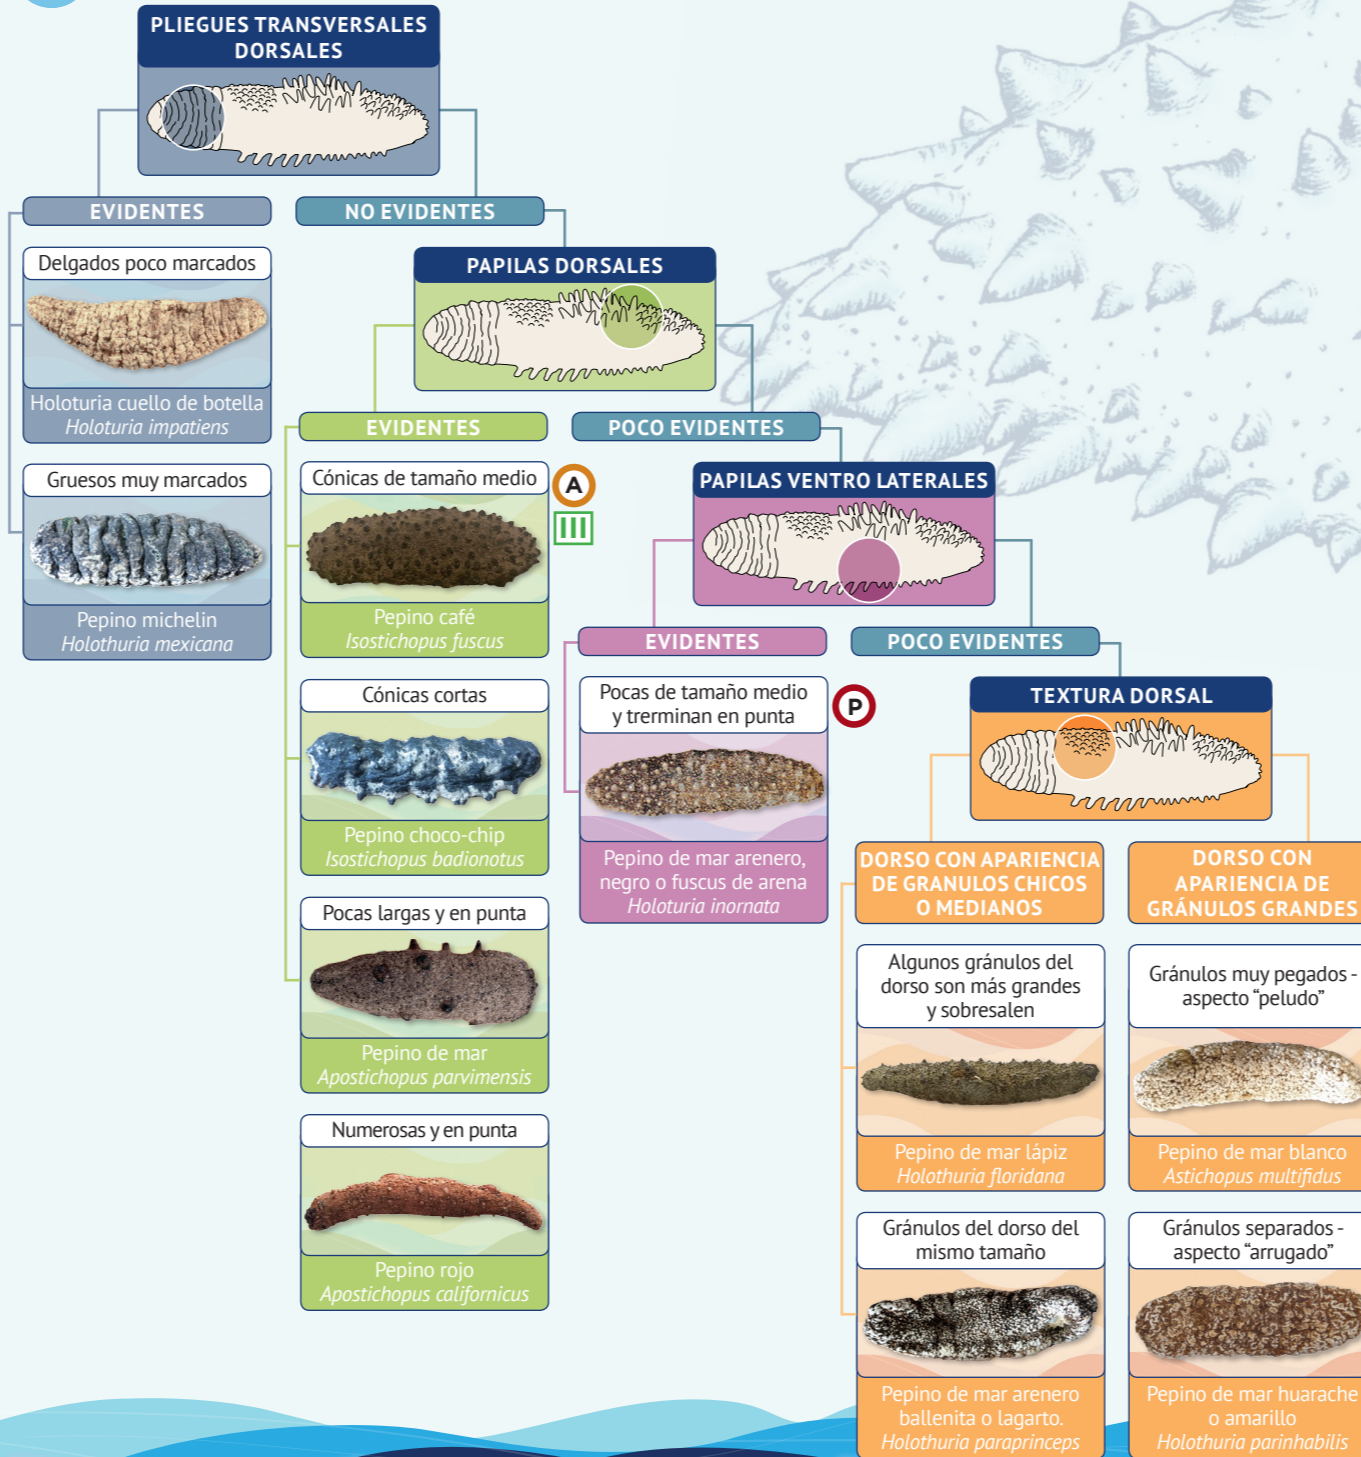 PLIEGUES TRANSVERSALES
DORSALES
EVIDENTES
NO EVIDENTES
Delgados poco marcados
Holoturia cuello de botella
Holoturia impatiens
Gruesos muy marcados
Pepino michelin
Holothuria mexicana
PAPILAS DORSALES
EVIDENTES
POCO EVIDENTES
Cónicas de tamaño medio
A
III
Pepino café
Isostichopus fuscus
Cónicas cortas
Pepino choco-chip
Isostichopus badionotus
Pocas largas y en punta
Pepino de mar
Apostichopus parvimensis
Numerosas y en punta
Pepino rojo
Apostichopus californicus
PAPILAS VENTRO LATERALES
EVIDENTES
POCO EVIDENTES
Pocas de tamaño medio
y trerminan en punta
P
Pepino de mar arenero,
negro o fuscus de arena
Holoturia inornata
TEXTURA DORSAL
DORSO CON APARIENCIA
DE GRANULOS CHICOS
O MEDIANOS
Algunos gránulos del
dorso son más grandes
y sobresalen
Pepino de mar lápiz
Holothuria floridana
Gránulos del dorso del
mismo tamaño
Pepino de mar arenero
ballenita o lagarto.
Holothuria paraprinceps
DORSO CON
APARIENCIA DE
GRÁNULOS GRANDES
Gránulos muy pegados -
aspecto “peludo”
Pepino de mar blanco
Astichopus multifidus
Gránulos separados -
aspecto “arrugado”
Pepino de mar huarache
o amarillo
Holothuria parinhabilis